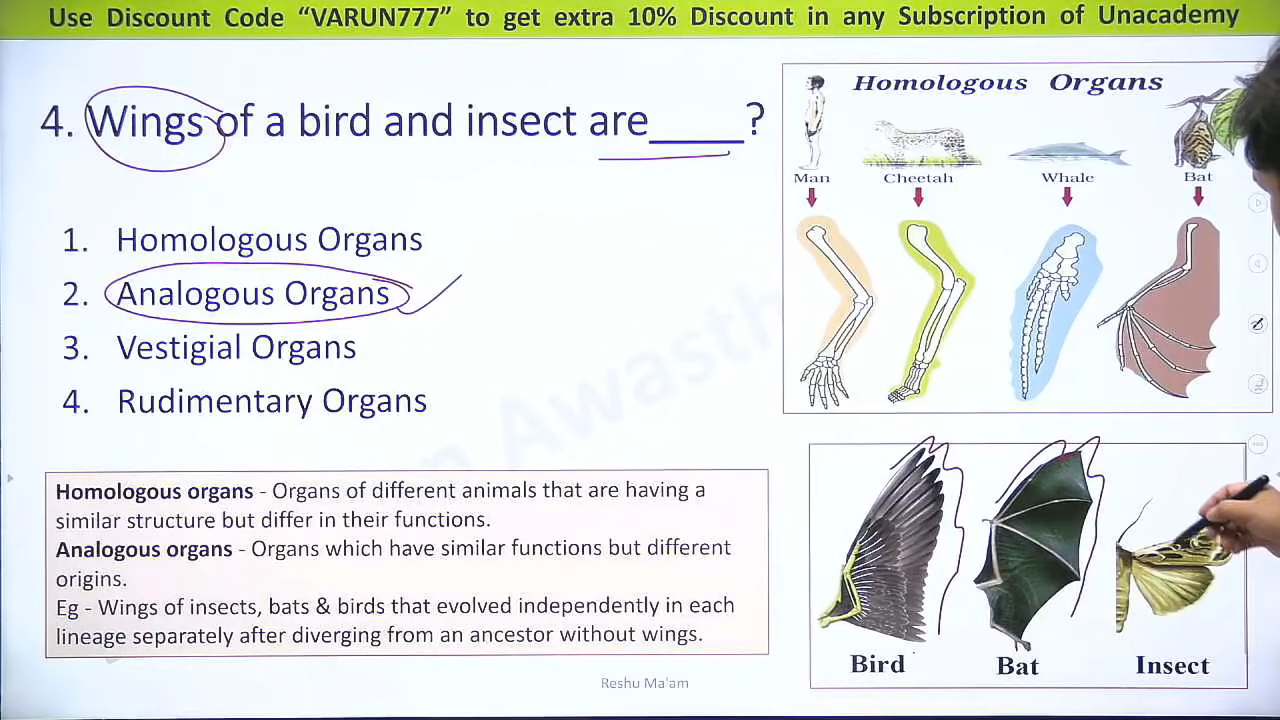 Use Discount Code “VARUN777” to get extra 10% Discount in any Subscription of Unacademy
4. Wings of a bird and insect are____?
1. Homologous Organs
2. Analogous Organs
3. Vestigial Organs
4. Rudimentary Organs
Homologous organs - Organs of different animals that are having a
similar structure but differ in their functions.
Analogous organs - Organs which have similar functions but different
origins.
Eg - Wings of insects, bats & birds that evolved independently in each
lineage separately after diverging from an ancestor without wings.
Reshu Ma'am
Homologous Organs
Man Cheetah Whale Bat
Bird Bat Insect